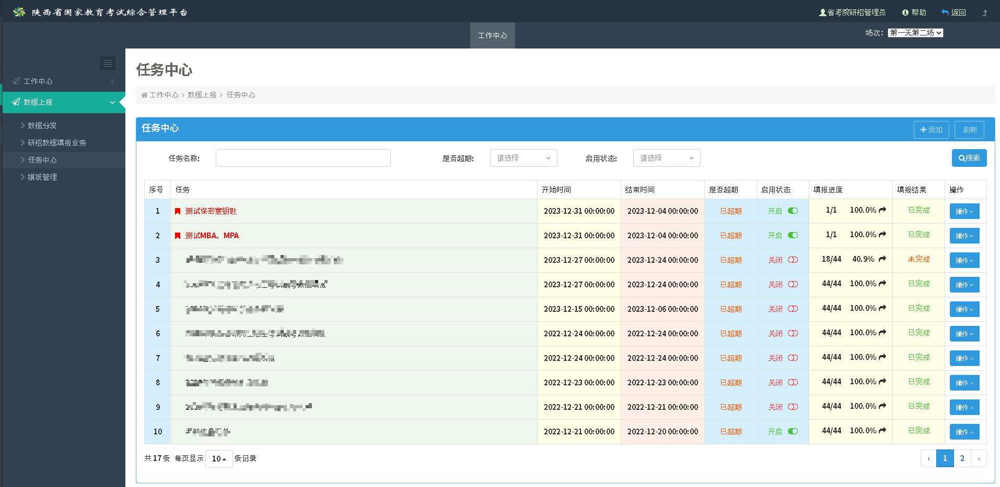 陕西省国家教育考试综合管理平台
省考院研招管理员 帮助 返回
工作中心
场次： 第一天第二场
工作中心
数据上报
数据分发
研招数据填报业务
任务中心
模板管理
任务中心
工作中心 > 数据上报 > 任务中心
任务中心
添加 刷新
任务名称: 是否超期: 请选择 启用状态: 请选择 搜索
序号 任务 开始时间 结束时间 是否超期 启用状态 填报进度 填报结果 操作
1 测试保密室钥匙 2023-12-31 00:00:00 2023-12-04 00:00:00 已超期 开启 1/1 100.0% 已完成 操作
2 测试MBA、MPA 2023-12-31 00:00:00 2023-12-04 00:00:00 已超期 开启 1/1 100.0% 已完成 操作
3 2023-12-27 00:00:00 2023-12-24 00:00:00 已超期 关闭 18/44 40.9% 未完成 操作
4 2023-12-27 00:00:00 2023-12-24 00:00:00 已超期 关闭 44/44 100.0% 已完成 操作
5 2023-12-15 00:00:00 2023-12-06 00:00:00 已超期 关闭 44/44 100.0% 已完成 操作
6 2022-12-24 00:00:00 2022-12-24 00:00:00 已超期 关闭 44/44 100.0% 已完成 操作
7 2022-12-24 00:00:00 2022-12-24 00:00:00 已超期 关闭 44/44 100.0% 已完成 操作
8 2022-12-23 00:00:00 2022-12-23 00:00:00 已超期 关闭 44/44 100.0% 已完成 操作
9 2022-12-21 00:00:00 2022-12-21 00:00:00 已超期 关闭 44/44 100.0% 已完成 操作
10 2022-12-21 00:00:00 2022-12-20 00:00:00 已超期 开启 44/44 100.0% 已完成 操作
共 17 条 每页显示 10 条记录
‹ 1 2 ›